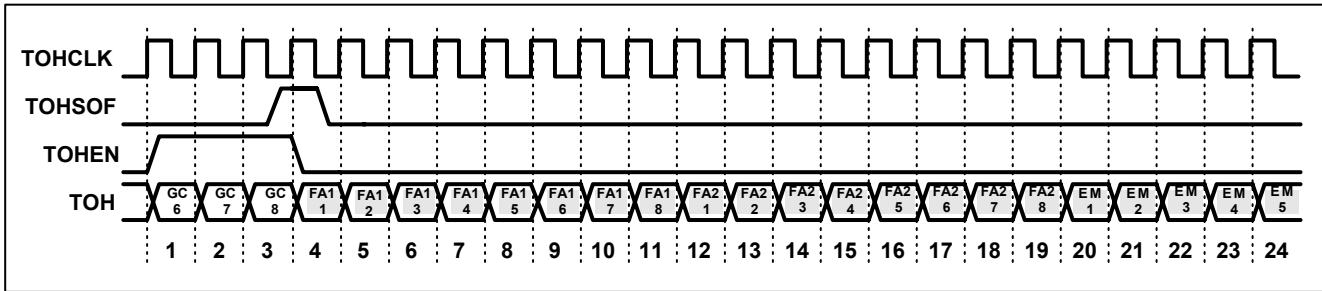 TOHCLK
TOHSOF
TOHEN
TOH
GC 6 GC 7 GC 8 FA1 1 FA1 2 FA1 3 FA1 4 FA1 5 FA1 6 FA1 7 FA1 8 FA2 1 FA2 2 FA2 3 FA2 4 FA2 5 FA2 6 FA2 7 FA2 8 EM 1 EM 2 EM 3 EM 4 EM 5
1 2 3 4 5 6 7 8 9 10 11 12 13 14 15 16 17 18 19 20 21 22 23 24